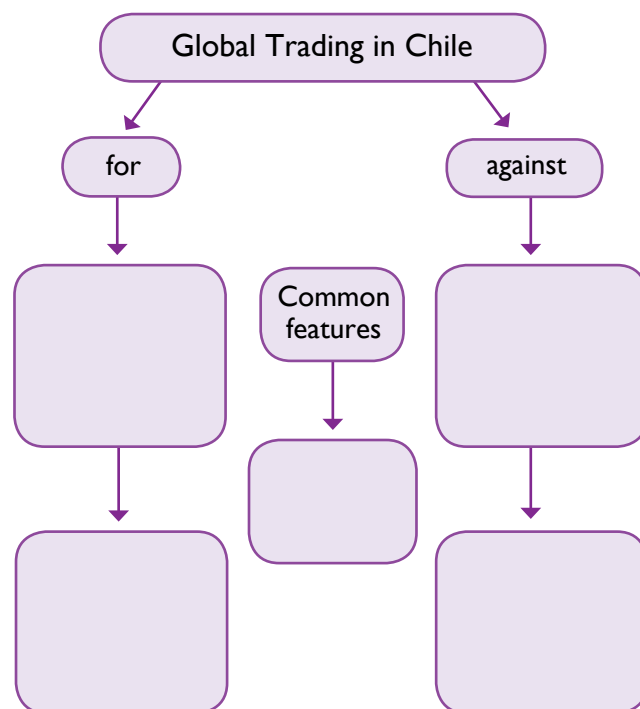 Global Trading in Chile
for
against
Common
features